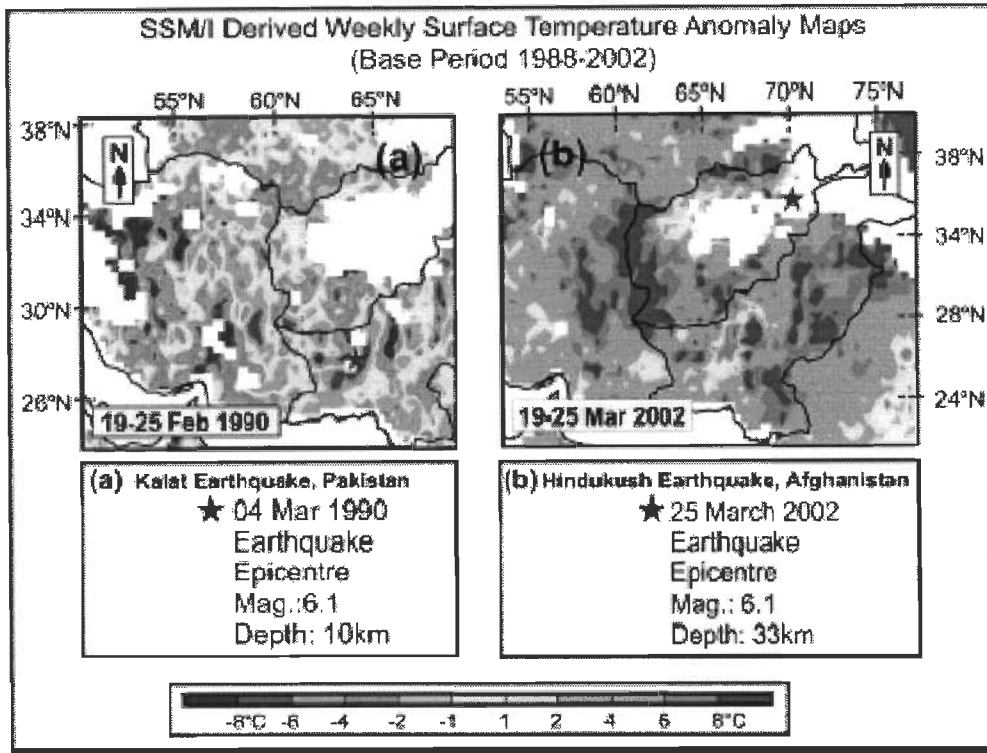 SSM/I Derived Weekly Surface Temperature Anomaly Maps
(Base Period 1988-2002)
55°N 60°N 65°N
55°N 60°N 65°N 70°N 75°N
38°N
34°N
30°N
26°N
N
(a)
19-25 Feb 1990
(b)
N
38°N
34°N
28°N
24°N
19-25 Mar 2002
(a) Kalat Earthquake, Pakistan
★ 04 Mar 1990
Earthquake
Epicentre
Mag.:6.1
Depth: 10km
(b) Hindukush Earthquake, Afghanistan
★ 25 March 2002
Earthquake
Epicentre
Mag.: 6.1
Depth: 33km
-8°C -6 -4 -2 -1 1 2 4 6 8°C